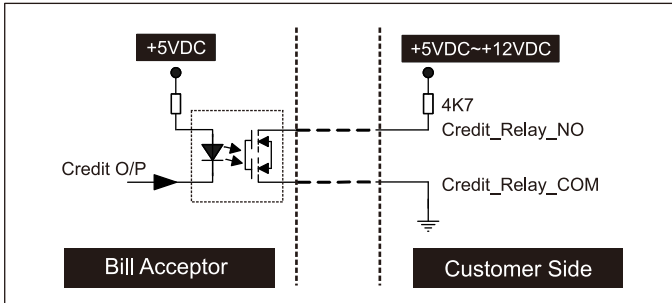 +5VDC
+5VDC~+12VDC
4K7
Credit_Relay_NO
Credit O/P
Credit_Relay_COM
Bill Acceptor
Customer Side